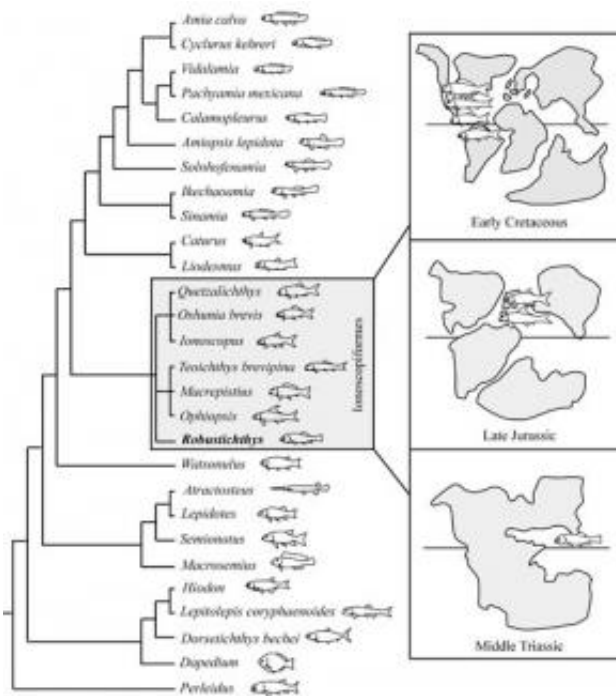 Amia calva
Cyclurus kehreri
Vidalamia
Pachyamia mexicana
Calamopleurus
Amiopsis lepidota
Solnhofenamia
Ikechaoamia
Sinamia
Caturus
Liodesmus
Quetzalichthys
Oshunia brevis
Ionoscopus
Teoichthys brevipina
Macrepistius
Ophiopsis
Robustichthys
Watsonulus
Atractosteus
Lepidotes
Semionotus
Macrosemius
Hiodon
Leptolepis coryphaenoides
Dorsetichthys bechei
Dapedium
Perleidus
Ionoscopiformes
Early Cretaceous
Late Jurassic
Middle Triassic